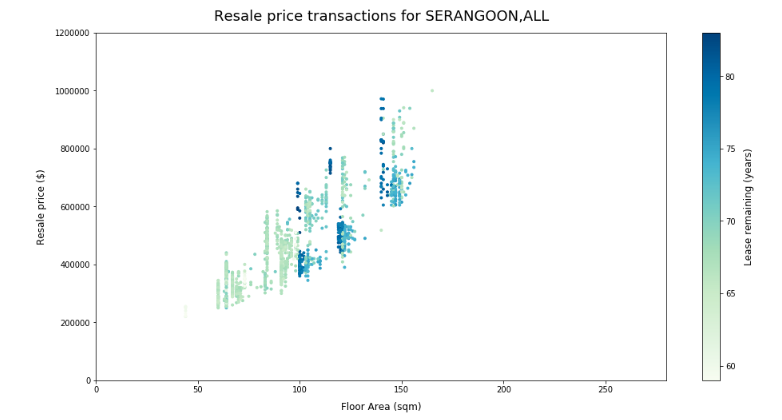 Resale price transactions for SERANGOON,ALL
1200000
1000000
800000
600000
400000
200000
0
Resale price ($)
0 50 100 150 200 250
Floor Area (sqm)
80
75
70
65
60
Lease remaining (years)